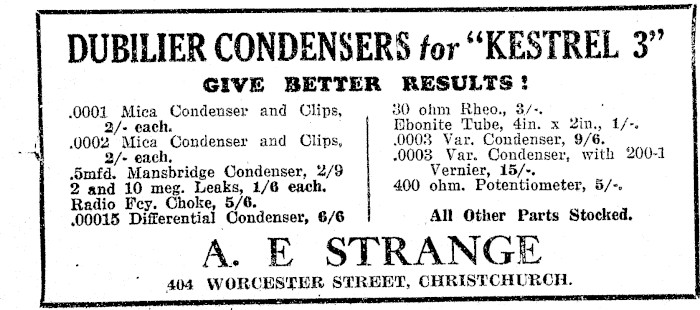 DUBILIER CONDENSERS for "KESTREL 3"
GIVE BETTER RESULTS!
.0001 Mica Condenser and Clips,
2/- each.
.0002 Mica Condenser and Clips,
2/- each.
.5mfd. Mansbridge Condenser, 2/9
2 and 10 meg. Leaks, 1/6 each.
Radio Fcy. Choke, 5/6.
.00015 Differential Condenser, 6/6
30 ohm Rheo., 3/-.
Ebonite Tube, 4in. x 2in., 1/-.
.0003 Var. Condenser, 9/6.
.0003 Var. Condenser, with 200-1
Vernier, 15/-.
400 ohm. Potentiometer, 5/-.
All Other Parts Stocked.
A. E STRANGE
404 WORCESTER STREET, CHRISTCHURCH.